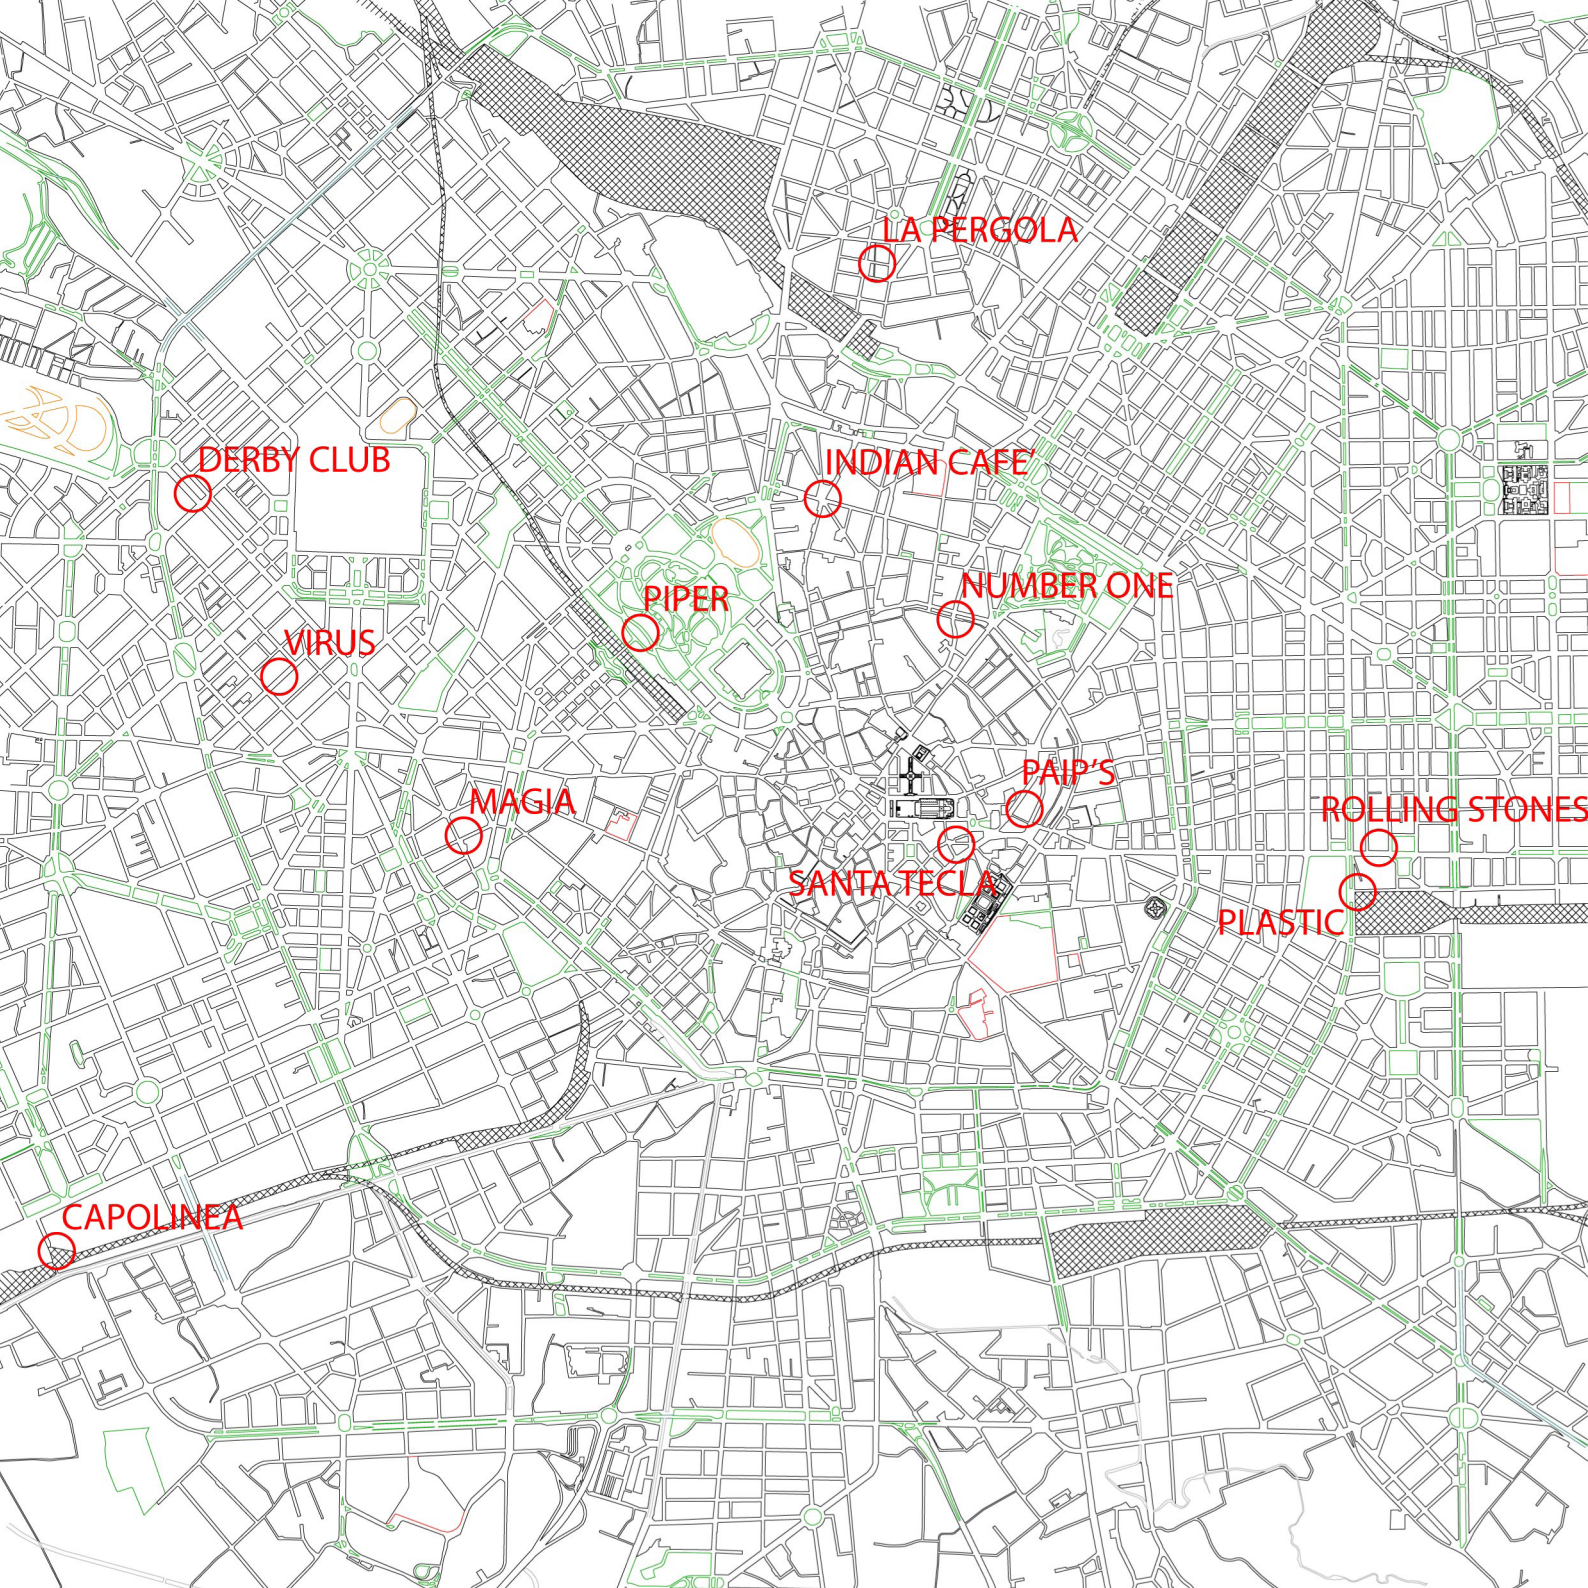 LA PERGOLA
DERBY CLUB
INDIAN CAFE'
NUMBER ONE
PIPER
VIRUS
PAIP'S
MAGIA
ROLLING STONES
SANTA TECLA
PLASTIC
CAPOLINEA